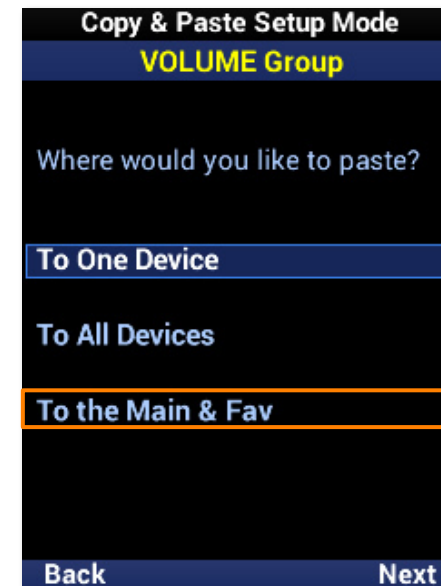 Copy & Paste Setup Mode
VOLUME Group
Where would you like to paste?
To One Device
To All Devices
To the Main & Fav
Back Next